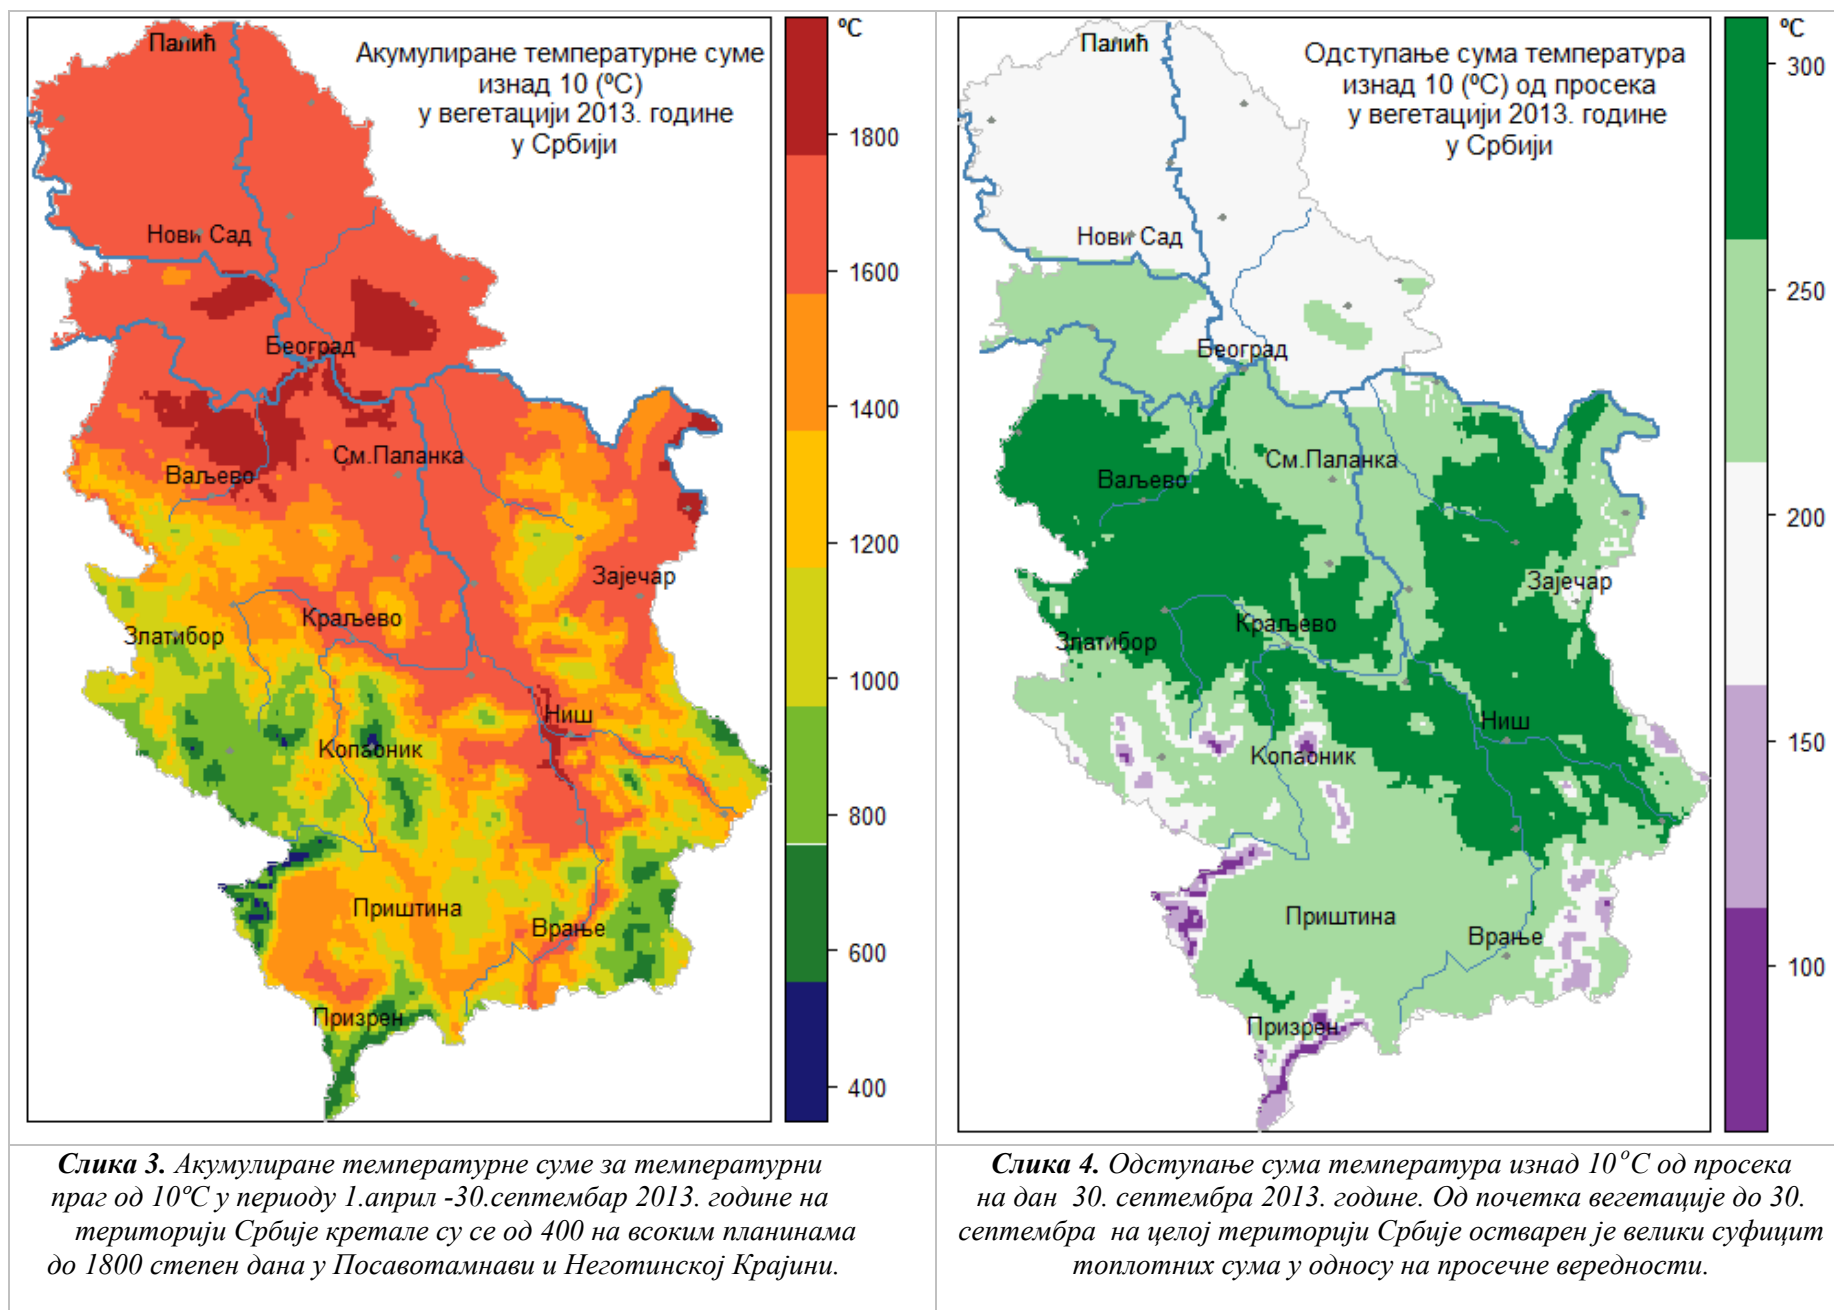 Акумулиране температурне суме
изнад 10 (ºC)
у вегетацији 2013. године
у Србији
Палић
Нови Сад
Београд
См.Паланка
Ваљево
Зајечар
Краљево
Златибор
Ниш
Копаоник
Приштина
Врање
Призрен
ºC
1800
1600
1400
1200
1000
800
600
400
Одступање сума температура
изнад 10 (ºC) од просека
у вегетацији 2013. године
у Србији
Палић
Нови Сад
Београд
См.Паланка
Ваљево
Зајечар
Краљево
Златибор
Ниш
Копаоник
Приштина
Врање
Призрен
ºC
300
250
200
150
100
Слика 3. Акумулиране температурне суме за температурни
праг од 10ºC у периоду 1.април -30.септембар 2013. године на
територији Србије кретале су се од 400 на всоким планинама
до 1800 степен дана у Посавотамнави и Неготинској Крајини.
Слика 4. Одступање сума температура изнад 10ºC од просека
на дан 30. септембра 2013. године. Од почетка вегетације до 30.
септембра на целој територији Србије остварен је велики суфицит
топлотних сума у односу на просечне вередности.